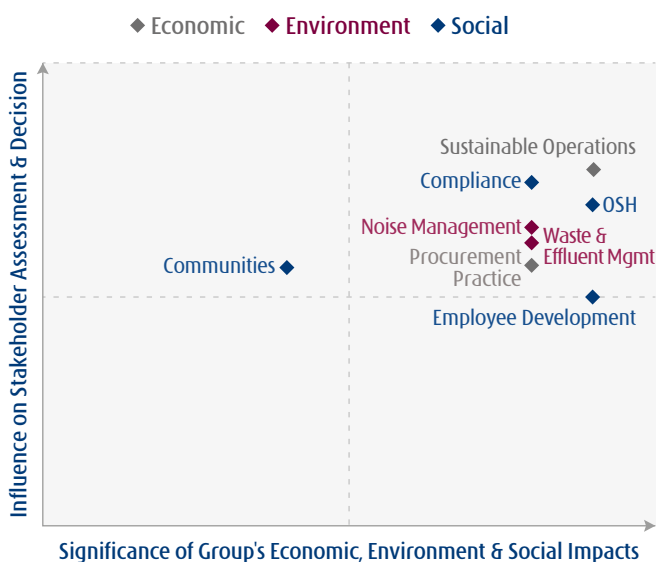 Economic Environment Social
Influence on Stakeholder Assessment & Decision
Sustainable Operations
Compliance
OSH
Noise Management
Waste &
Effluent Mgmt
Procurement
Practice
Communities
Employee Development
Significance of Group's Economic, Environment & Social Impacts